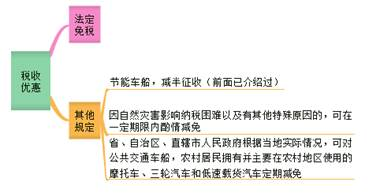 法定
免税
税收
优惠
其他
规定
节能车船，减半征收（前面已介绍过）
因自然灾害影响纳税困难以及有其他特殊原因的，可在
一定期限内酌情减免
省、自治区、直辖市人民政府根据当地实际情况，可对
公共交通车船，农村居民拥有并主要在农村地区使用的
摩托车、三轮汽车和低速载货汽车定期减免